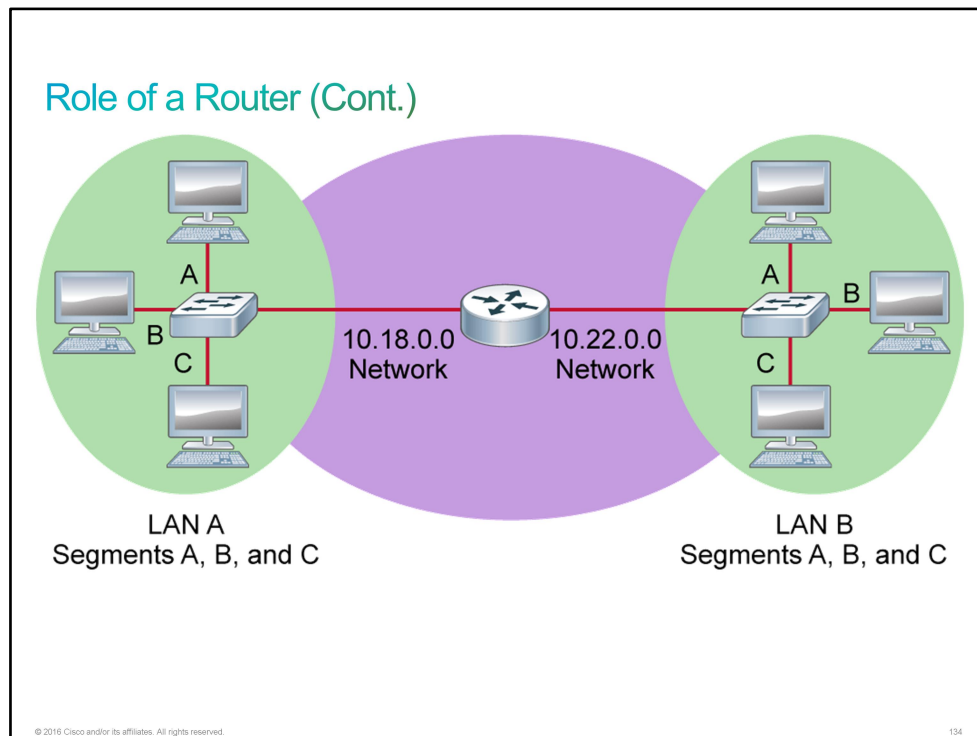 Role of a Router (Cont.)
A
B
C
10.18.0.0
Network
10.22.0.0
Network
A
B
C
LAN A
Segments A, B, and C
LAN B
Segments A, B, and C
© 2016 Cisco and/or its affiliates. All rights reserved.
134